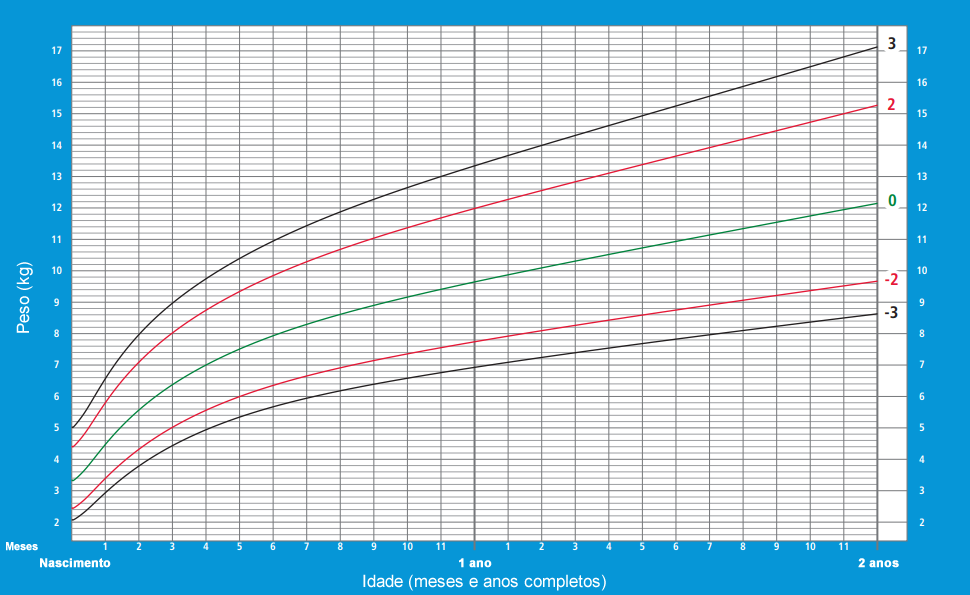 17 3 17
16 16
15 2 15
14 14
13 13
12 0 12
11 11
10 10
9 -2 9
8 -3 8
7 7
6 6
5 5
4 4
3 3
2 2
Peso (kg)
Meses 1 2 3 4 5 6 7 8 9 10 11 1 2 3 4 5 6 7 8 9 10 11
Nascimento 1 ano 2 anos
Idade (meses e anos completos)